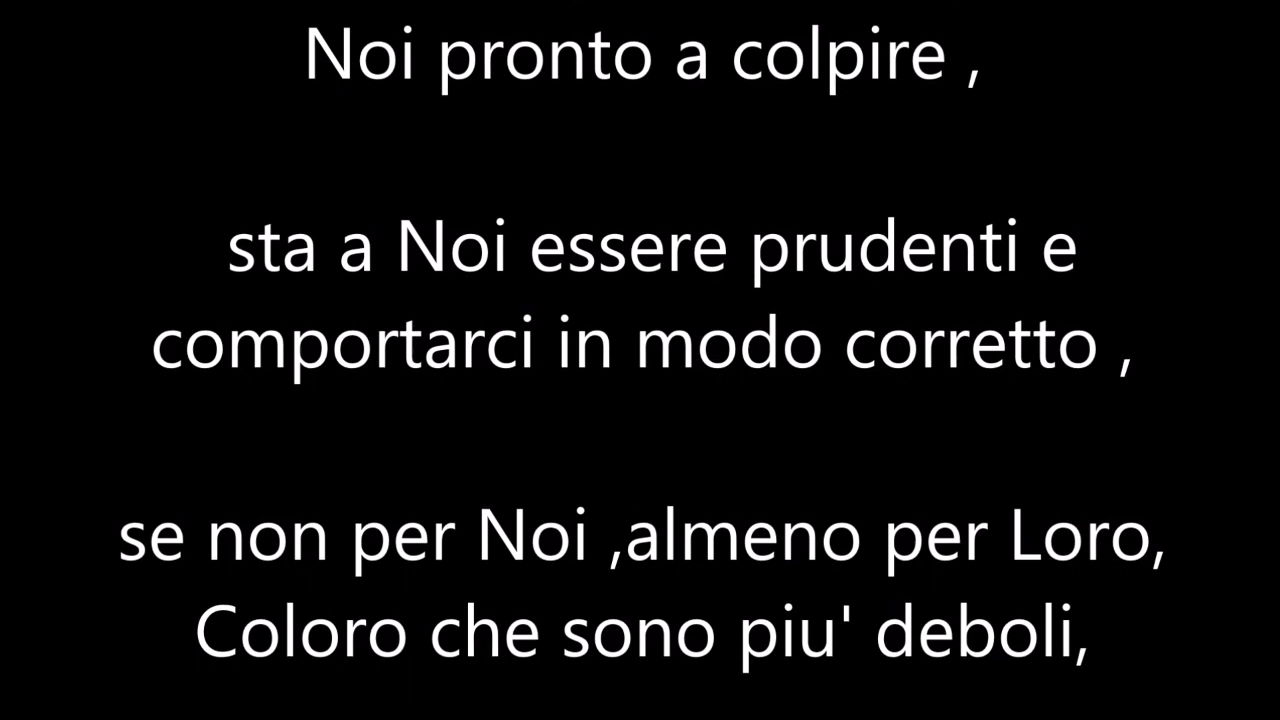 Noi pronto a colpire ,
sta a Noi essere prudenti e
comportarci in modo corretto ,
se non per Noi ,almeno per Loro,
Coloro che sono piu' deboli,